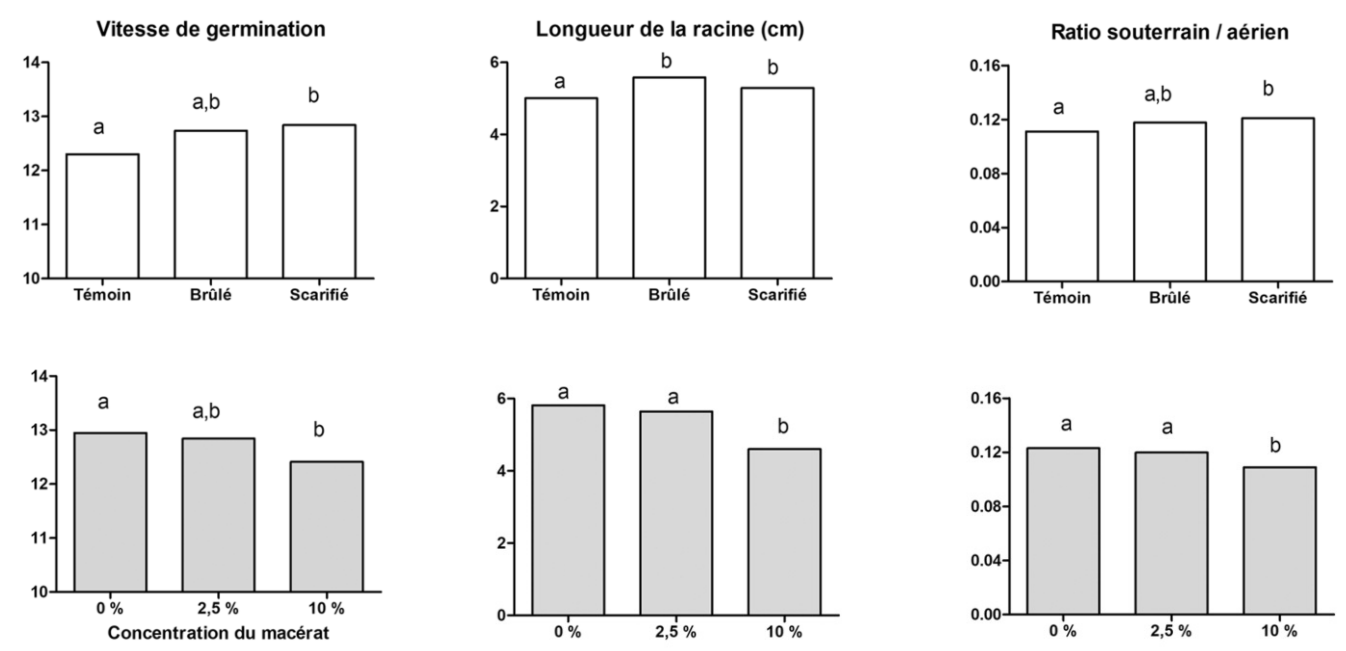 Vitesse de germination
14
13
12
11
10
a
a,b
b
Témoin Brûlé Scarifié
Longueur de la racine (cm)
6
4
2
0
a
b
b
Témoin Brûlé Scarifié
Ratio souterrain / aérien
0.16
0.12
0.08
0.04
0.00
a
a,b
b
Témoin Brûlé Scarifié
14
13
12
11
10
a
a,b
b
0 % 2,5 % 10 %
Concentration du macérat
6
4
2
0
a
a
b
0 % 2,5 % 10 %
0.16
0.12
0.08
0.04
0.00
a
a
b
0 % 2,5 % 10 %